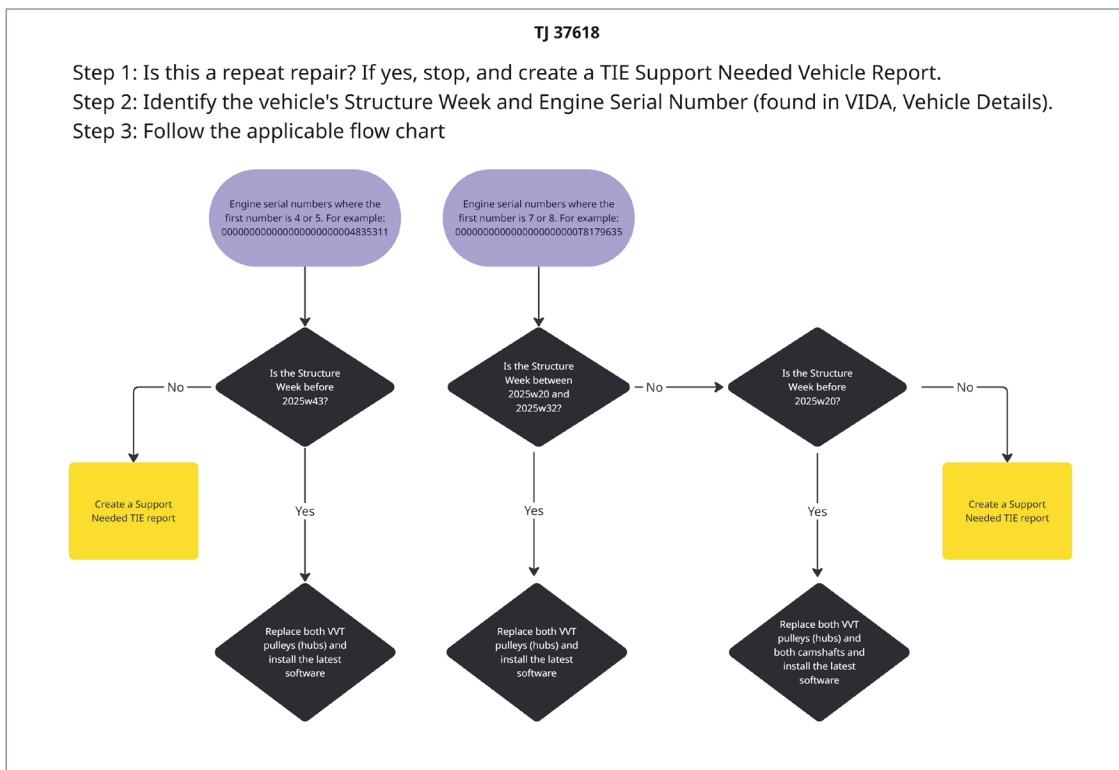 TJ 37618
Step 1: Is this a repeat repair? If yes, stop, and create a TIE Support Needed Vehicle Report.
Step 2: Identify the vehicle's Structure Week and Engine Serial Number (found in VIDA, Vehicle Details).
Step 3: Follow the applicable flow chart
Engine serial numbers where the
first number is 4 or 5. For example:
000000000000000000000004835311
Engine serial numbers where the
first number is 7 or 8. For example:
0000000000000000000000T8179635
Is the Structure
Week before
2025w43?
No
Yes
Create a Support
Needed TIE report
Replace both VVT
pulleys (hubs) and
install the latest
software
Is the Structure
Week between
2025w20 and
2025w32?
No
Yes
Replace both VVT
pulleys (hubs) and
install the latest
software
Is the Structure
Week before
2025w20?
No
Yes
Create a Support
Needed TIE report
Replace both VVT
pulleys (hubs) and
both camshafts and
install the latest
software